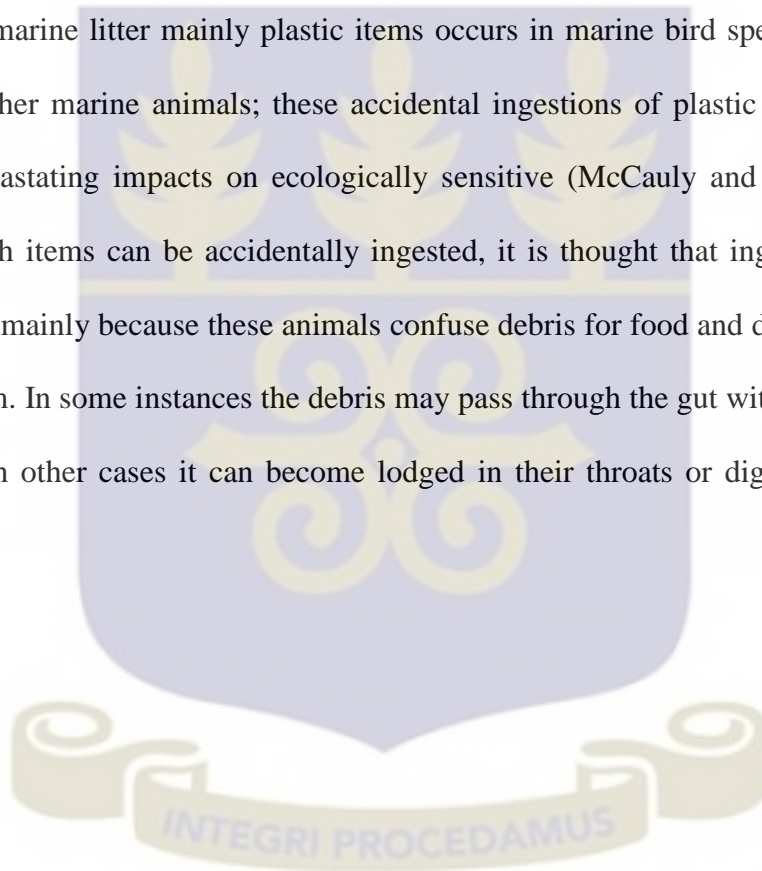 marine litter mainly plastic items occurs in marine bird spe
her marine animals; these accidental ingestions of plastic
astating impacts on ecologically sensitive (McCauly and
h items can be accidentally ingested, it is thought that ing
mainly because these animals confuse debris for food and d
n. In some instances the debris may pass through the gut wit
n other cases it can become lodged in their throats or dig
INTEGRI PROCEDAMUS